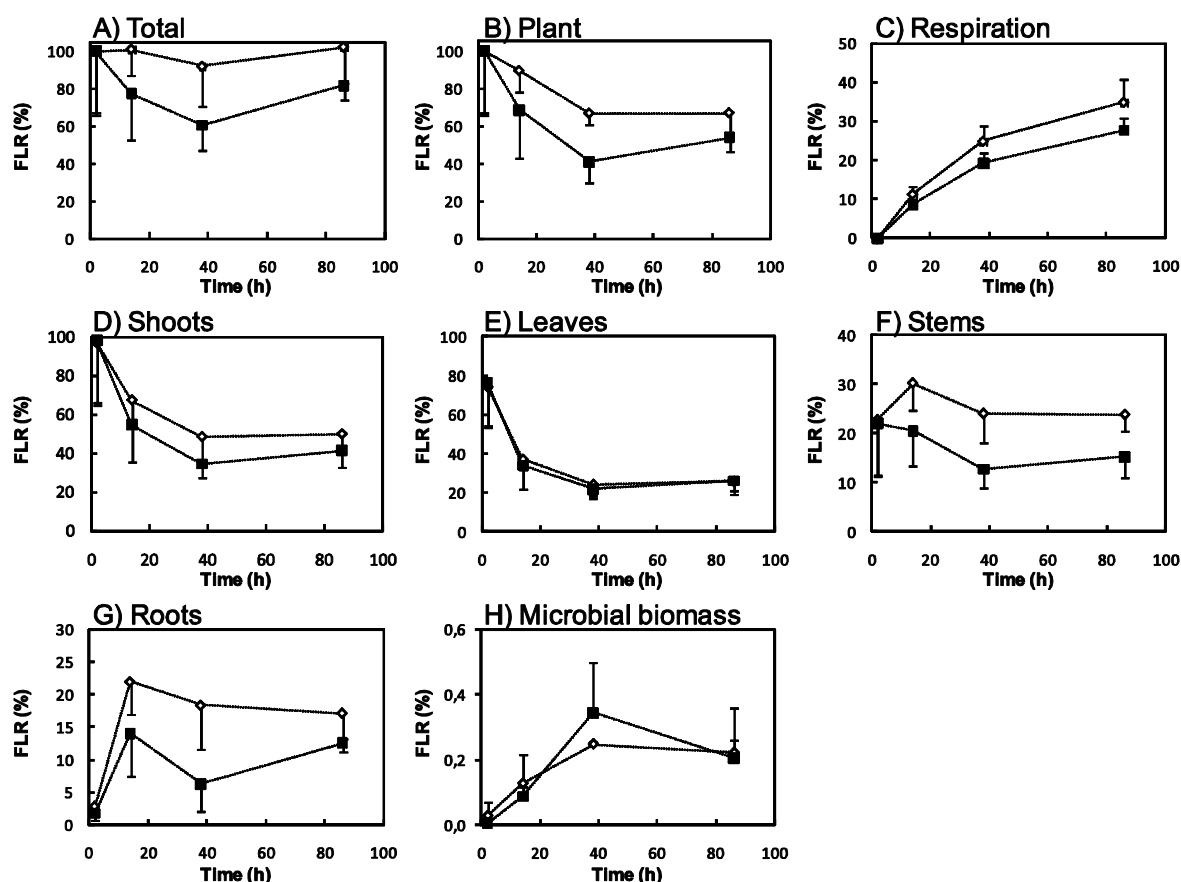 A) Total
FLR (%)
100
80
60
40
20
0
0 20 40 60 80 100
Time (h)
B) Plant
FLR (%)
100
80
60
40
20
0
0 20 40 60 80 100
Time (h)
C) Respiration
FLR (%)
50
40
30
20
10
0
0 20 40 60 80 100
Time (h)
D) Shoots
FLR (%)
100
80
60
40
20
0
0 20 40 60 80 100
Time (h)
E) Leaves
FLR (%)
100
80
60
40
20
0
0 20 40 60 80 100
Time (h)
F) Stems
FLR (%)
40
30
20
10
0
0 20 40 60 80 100
Time (h)
G) Roots
FLR (%)
30
25
20
15
10
5
0
0 20 40 60 80 100
Time (h)
H) Microbial biomass
FLR (%)
0,6
0,4
0,2
0,0
0 20 40 60 80 100
Time (h)